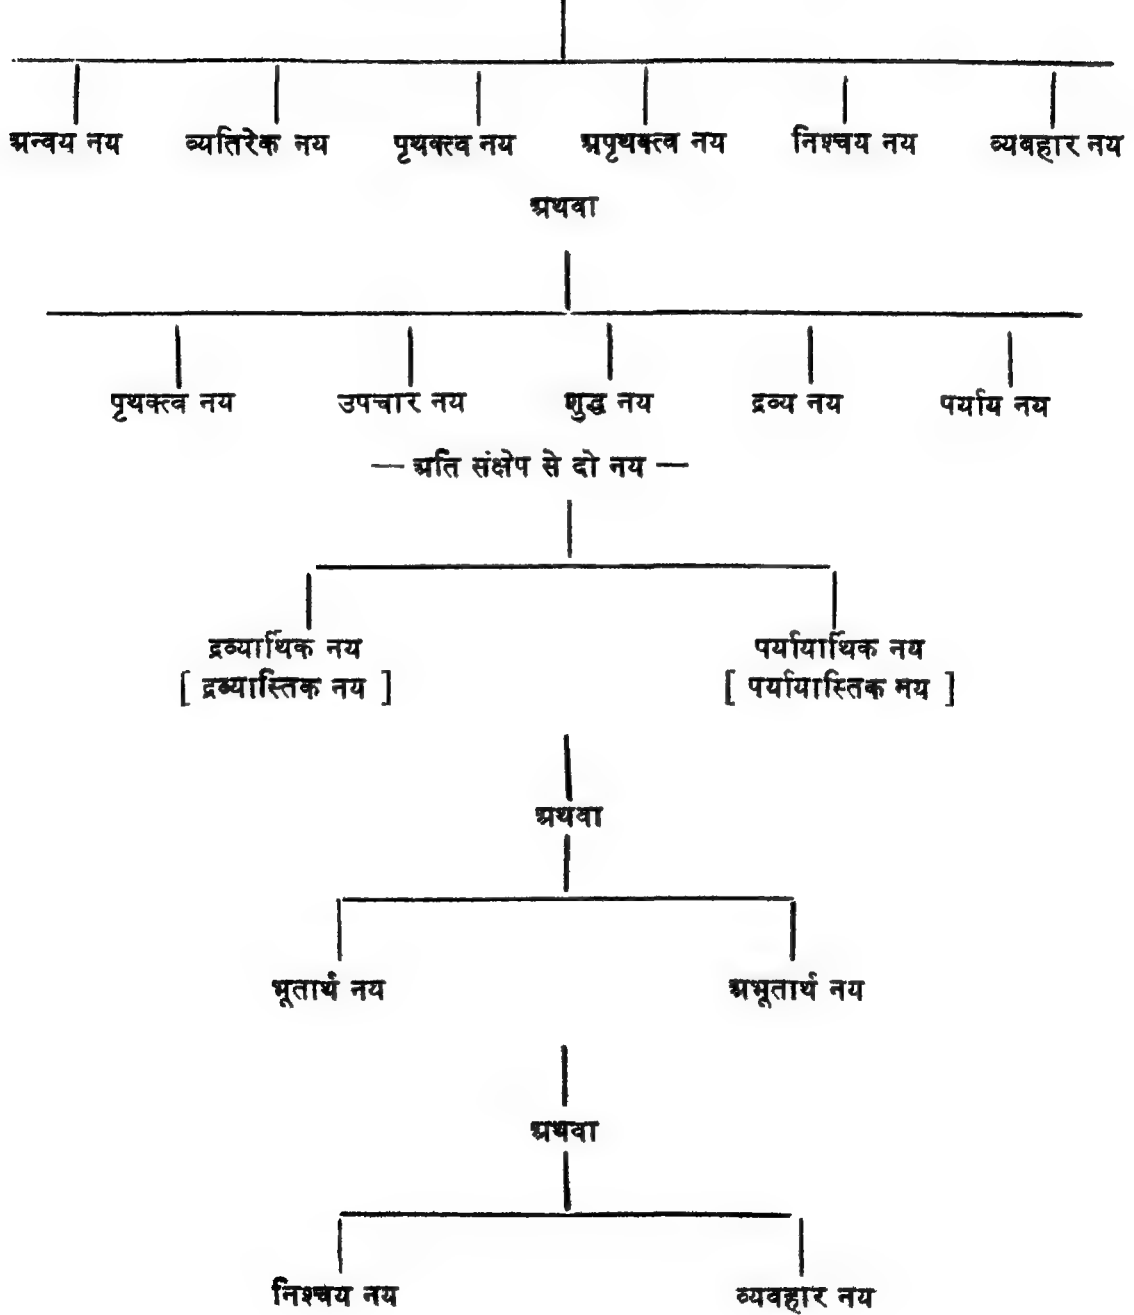 अन्वय नय व्यतिरेक नय पृथक्त्व नय अपृथक्त्व नय निश्चय नय व्यवहार नय
अथवा
पृथक्त्व नय उपचार नय शुद्ध नय द्रव्य नय पर्याय नय
— अति संक्षेप से दो नय —
द्रव्यार्थिक नय पर्यायार्थिक नय
[ द्रव्यास्तिक नय ] [ पर्यायास्तिक नय ]
अथवा
भूतार्थ नय अभूतार्थ नय
अथवा
निश्चय नय व्यवहार नय